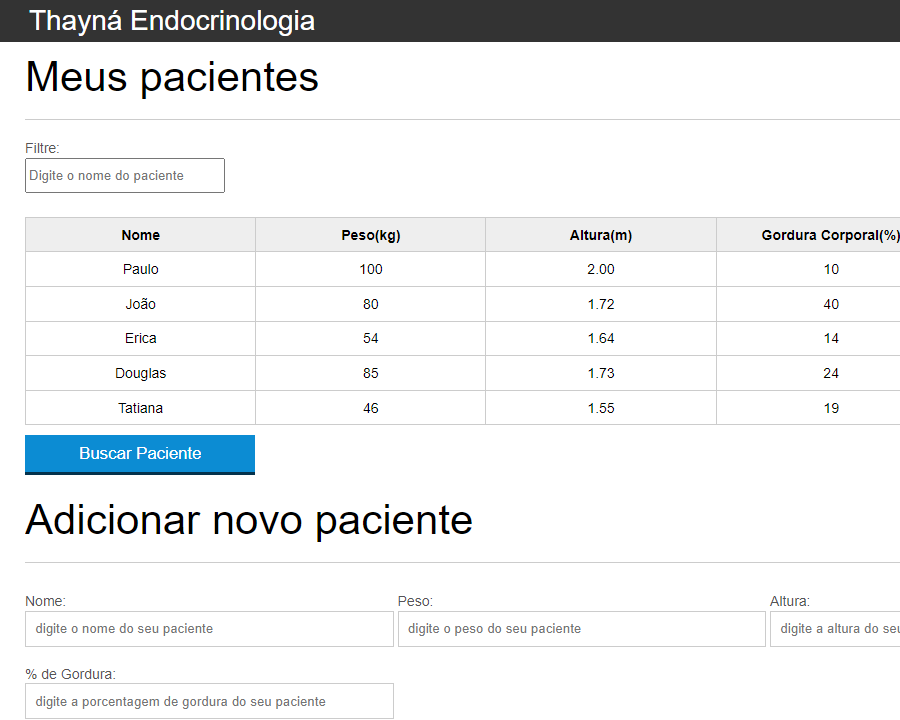 Thayná Endocrinologia
Meus pacientes
Filtre:
Digite o nome do paciente
Nome Peso(kg) Altura(m) Gordura Corporal(%)
Paulo 100 2.00 10
João 80 1.72 40
Erica 54 1.64 14
Douglas 85 1.73 24
Tatiana 46 1.55 19
Buscar Paciente
Adicionar novo paciente
Nome: Peso: Altura:
digite o nome do seu paciente digite o peso do seu paciente digite a altura do seu
% de Gordura:
digite a porcentagem de gordura do seu paciente